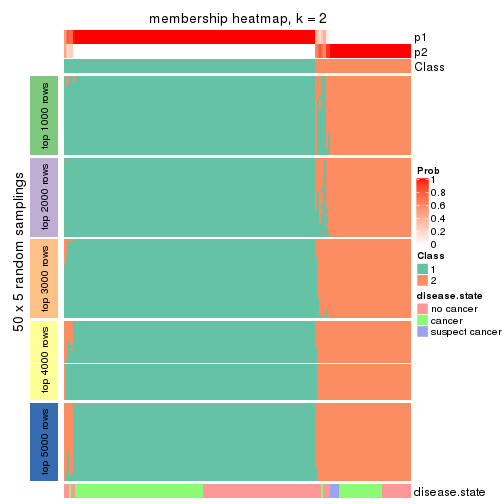 membership heatmap, k = 2
p1
p2
Class
50 x 5 random samplings
top 1000 rows
top 2000 rows
top 3000 rows
top 4000 rows
top 5000 rows
Prob
1
0.8
0.6
0.4
0.2
0
Class
1
2
disease.state
no cancer
cancer
suspect cancer
disease.state